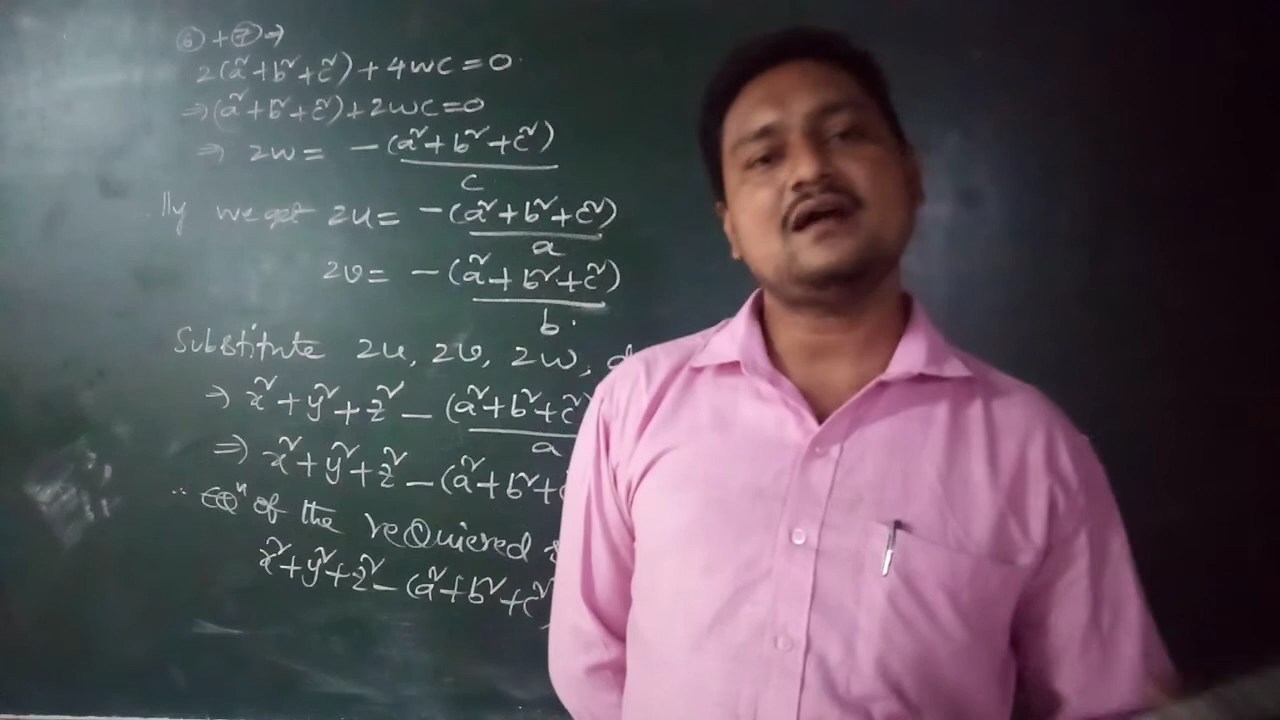 ⑥ + ⑦ ⇒
2(a² + b² + c²) + 4wc = 0
⇒ (a² + b² + c²) + 2wc = 0
⇒ 2w = -(a² + b² + c²)
c
lly we get 2u = -(a² + b² + c²)
a
2v = -(a² + b² + c²)
b.
Substitute 2u, 2v, 2w,
⇒ x² + y² + z² - (a² + b² + c²)
a
⇒ x² + y² + z² - (a² + b² +
∴ eqⁿ of the requiered
x² + y² + z² - (a² + b² + c²)